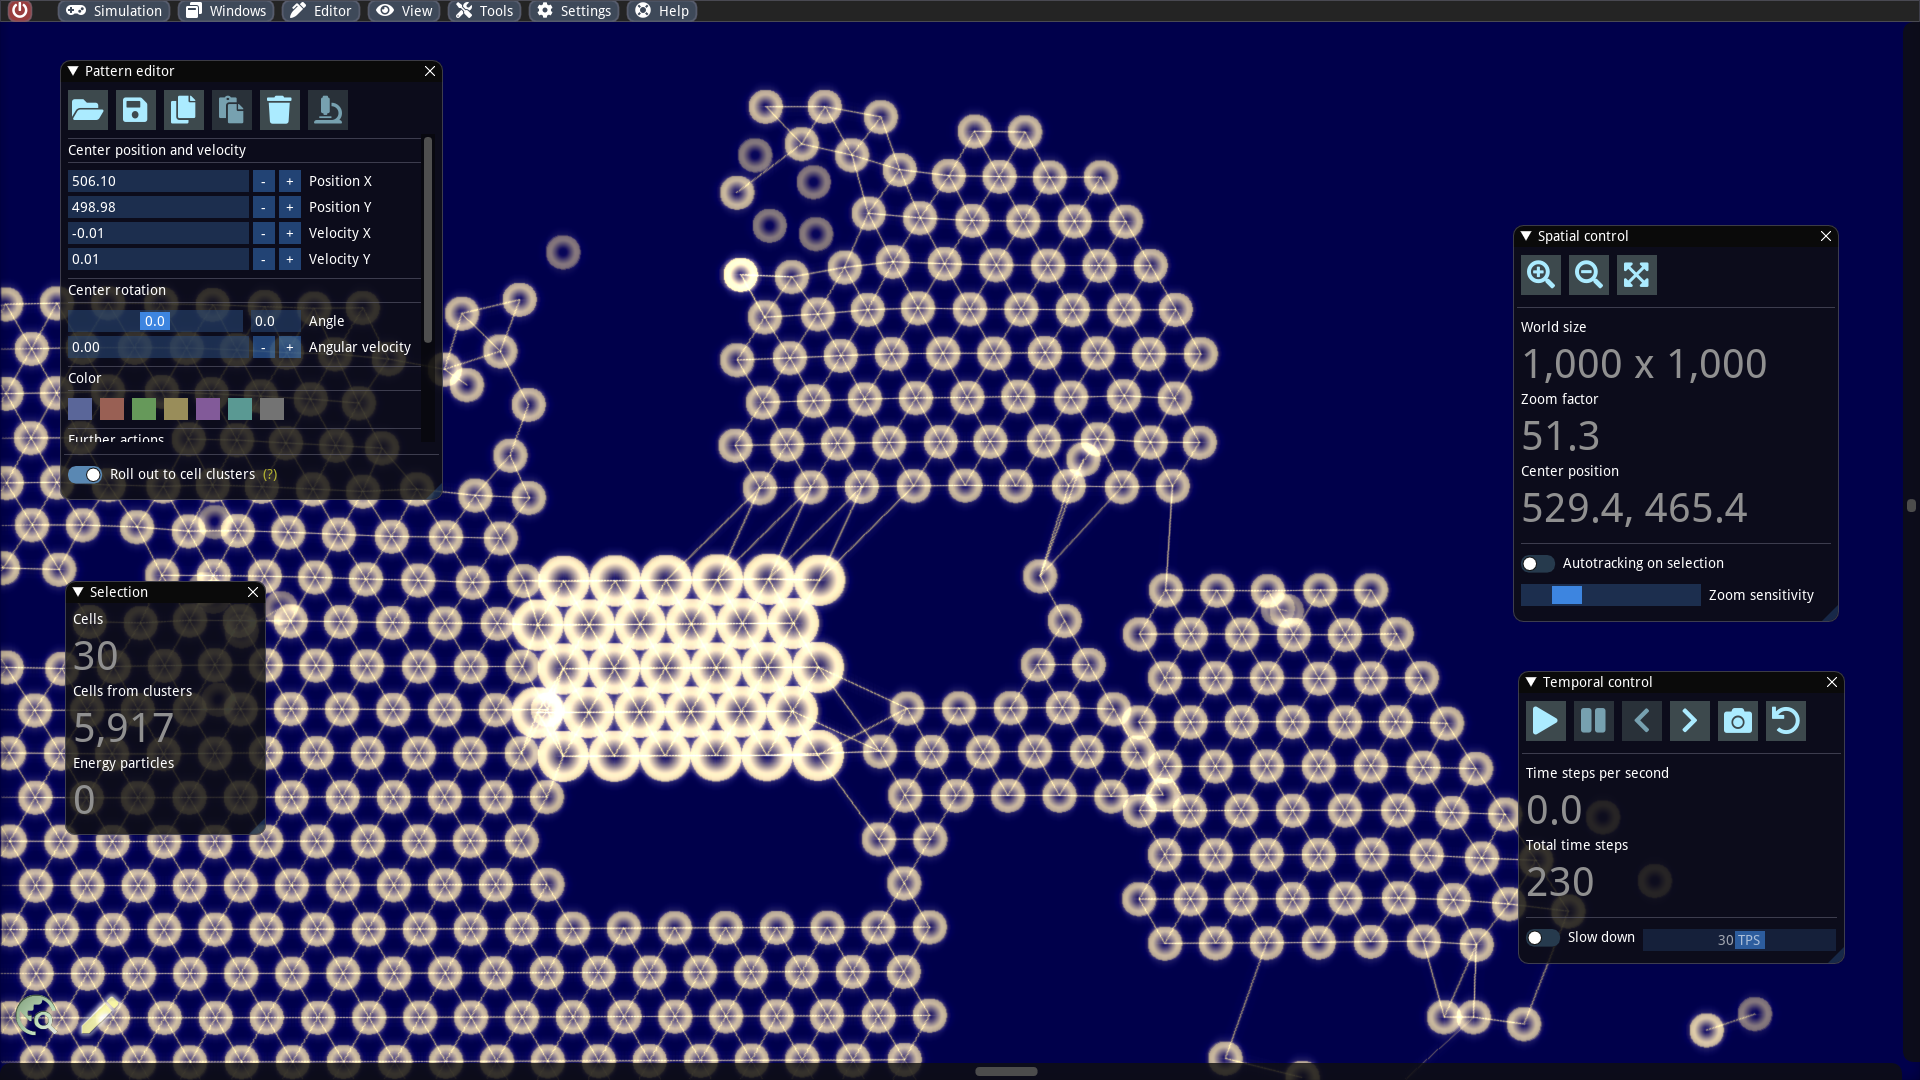 Simulation Windows Editor View Tools Settings Help
Pattern editor
Center position and velocity
506.10 - + Position X
498.98 - + Position Y
-0.01 - + Velocity X
0.01 - + Velocity Y
Center rotation
0.0 0.0 Angle
0.00 - + Angular velocity
Color
Further actions
Roll out to cell clusters (?)
Selection
Cells
30
Cells from clusters
5,917
Energy particles
0
Spatial control
World size
1,000 x 1,000
Zoom factor
51.3
Center position
529.4, 465.4
Autotracking on selection
Zoom sensitivity
Temporal control
Time steps per second
0.0
Total time steps
230
Slow down 30 TPS